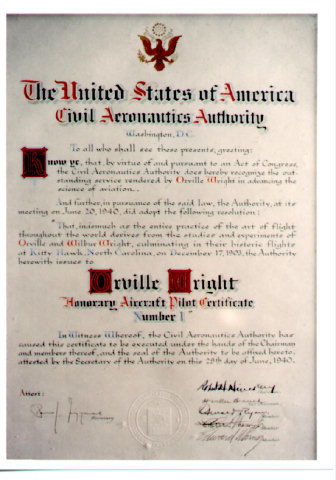 The United States of America
Civil Aeronautics Authority
Washington, D.C.
To all who shall see these presents, greeting:
Know ye, that, by virtue of and pursuant to an Act of Congress,
the Civil Aeronautics Authority does hereby recognize the out-
standing service rendered by Orville Wright in advancing the
science of aviation.
And further, in pursuance of the said law, the Authority, at its
meeting on June 20, 1940, did adopt the following resolution:
"That, inasmuch as the entire practice of the art of flight
throughout the world derives from the studies and experiments of
Orville and Wilbur Wright, culminating in their historic flights
at Kitty Hawk, North Carolina, on December 17, 1903, the Authority
herewith issues to
Orville Wright
"Honorary Aircraft Pilot Certificate
Number 1"
In Witness Whereof, the Civil Aeronautics Authority has
caused this certificate to be executed under the hands of the Chairman
and members thereof, and the seal of the Authority to be affixed hereto,
attested by the Secretary of the Authority on this 29th day of June, 1940.
Attest: